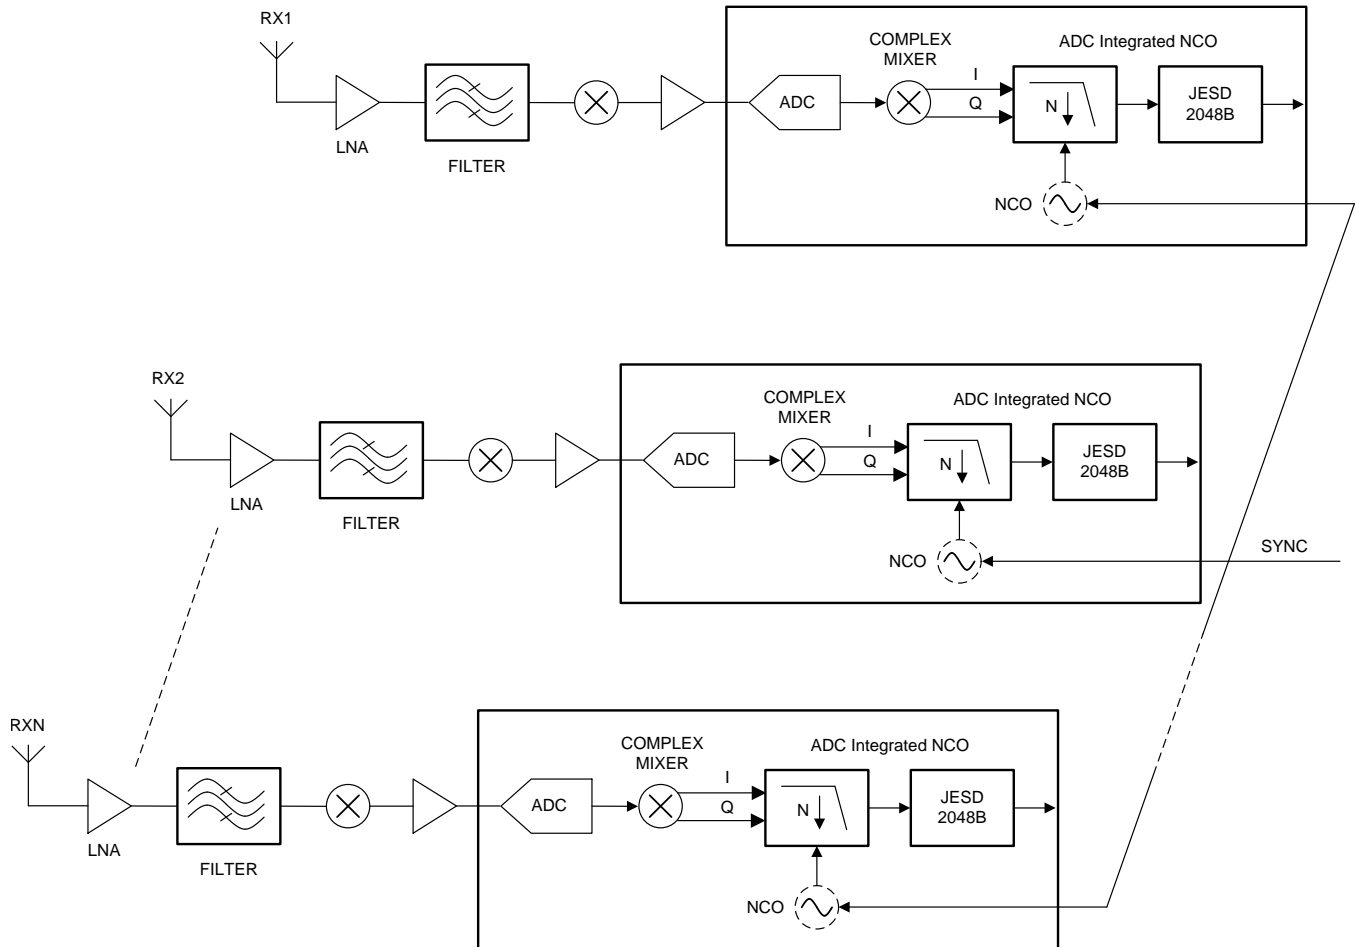 RX1
LNA
FILTER
ADC
COMPLEX
MIXER
I
Q
ADC Integrated NCO
N
JESD
2048B
NCO
RX2
LNA
FILTER
ADC
COMPLEX
MIXER
I
Q
ADC Integrated NCO
N
JESD
2048B
NCO
SYNC
RXN
LNA
FILTER
ADC
COMPLEX
MIXER
I
Q
ADC Integrated NCO
N
JESD
2048B
NCO